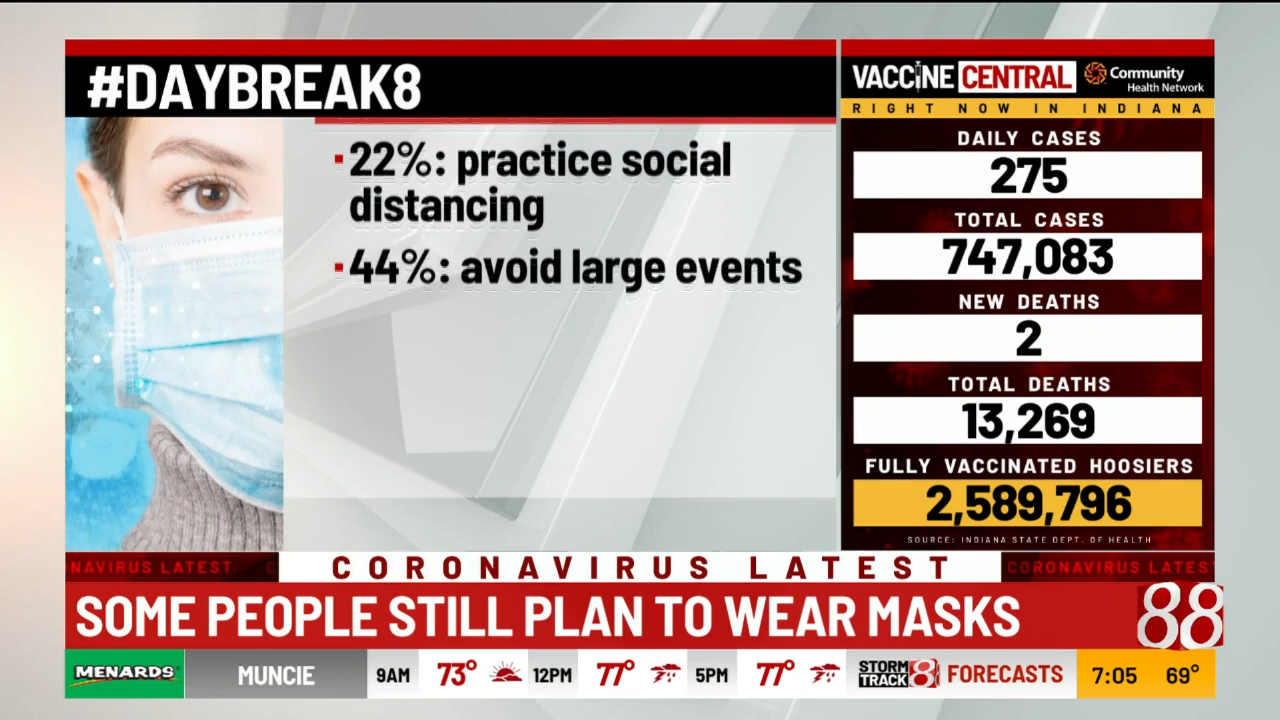 #DAYBREAK8
22%: practice social
distancing
44%: avoid large events
VACCINE CENTRAL Community
Health Network
RIGHT NOW IN INDIANA
DAILY CASES
275
TOTAL CASES
747,083
NEW DEATHS
2
TOTAL DEATHS
13,269
FULLY VACCINATED HOOSIERS
2,589,796
SOURCE: INDIANA STATE DEPT. OF HEALTH
NAVIRUS LATEST C CORONAVIRUS LATEST CORONAVIRUS LATEST
SOME PEOPLE STILL PLAN TO WEAR MASKS 88
MENARDS MUNCIE 9AM 73° 12PM 77° 5PM 77° STORM TRACK 8 FORECASTS 7:05 69°